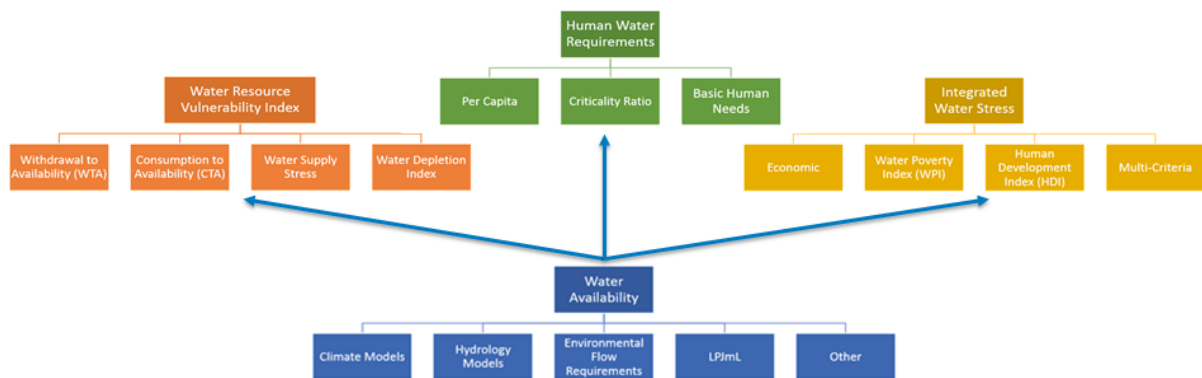 Human Water
Requirements
Per Capita
Criticality Ratio
Basic Human
Needs
Water Resource
Vulnerability Index
Withdrawal to
Availability (WTA)
Consumption to
Availability (CTA)
Water Supply
Stress
Water Depletion
Index
Integrated
Water Stress
Economic
Water Poverty
Index (WPI)
Human
Development
Index (HDI)
Multi-Criteria
Water
Availability
Climate Models
Hydrology
Models
Environmental
Flow
Requirements
LPJmL
Other